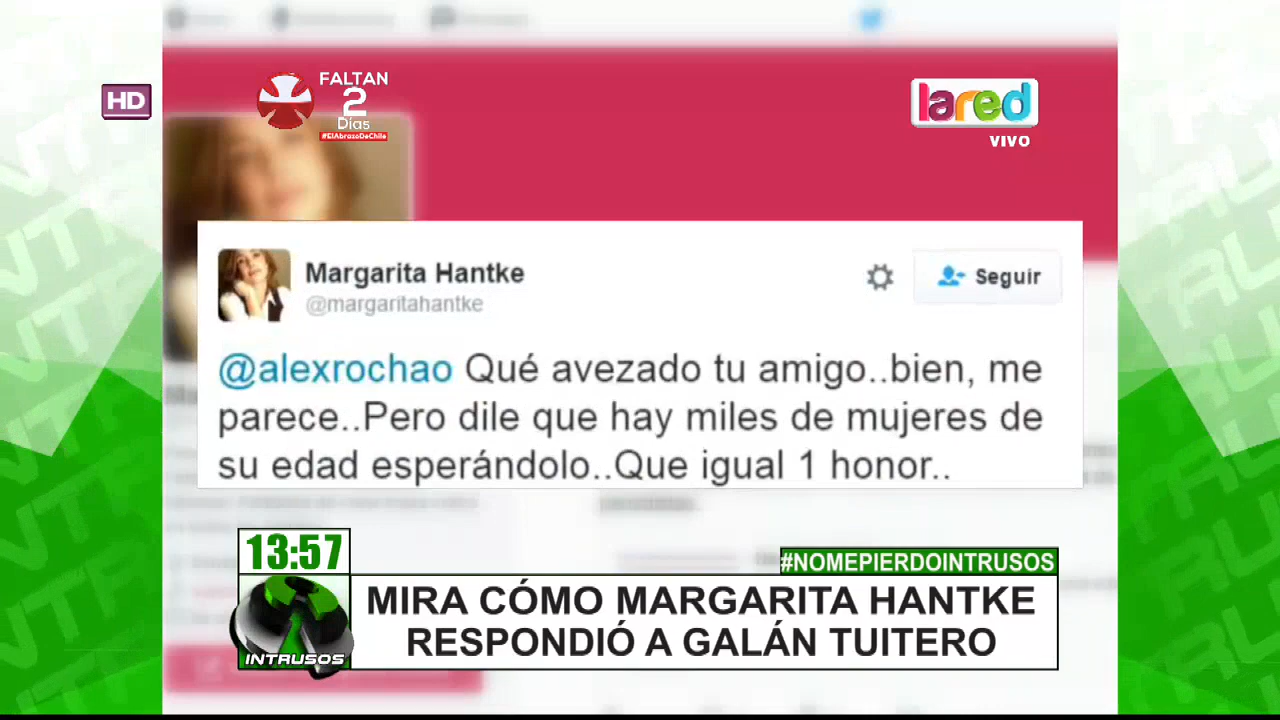 HD
FALTAN
2
Días
#ElAbrazoDeChile
lared
VIVO
Margarita Hantke
@margaritahantke
Seguir
@alexrochao Qué avezado tu amigo..bien, me
parece..Pero dile que hay miles de mujeres de
su edad esperándolo..Que igual 1 honor..
13:57
#NOMEPIERDOINTRUSOS
MIRA CÓMO MARGARITA HANTKE
RESPONDIÓ A GALÁN TUITERO
INTRUSOS